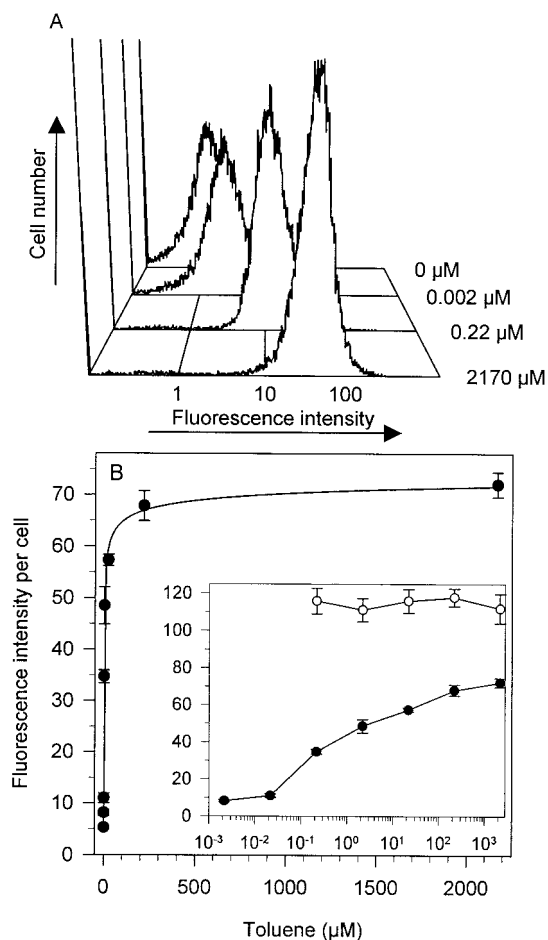 A
Cell number
0 µM
0.002 µM
0.22 µM
2170 µM
1 10 100
Fluorescence intensity
B
Fluorescence intensity per cell
70
60
50
40
30
20
10
0
120
100
80
60
40
20
0
10⁻³ 10⁻² 10⁻¹ 10⁰ 10¹ 10² 10³
0 500 1000 1500 2000
Toluene (µM)